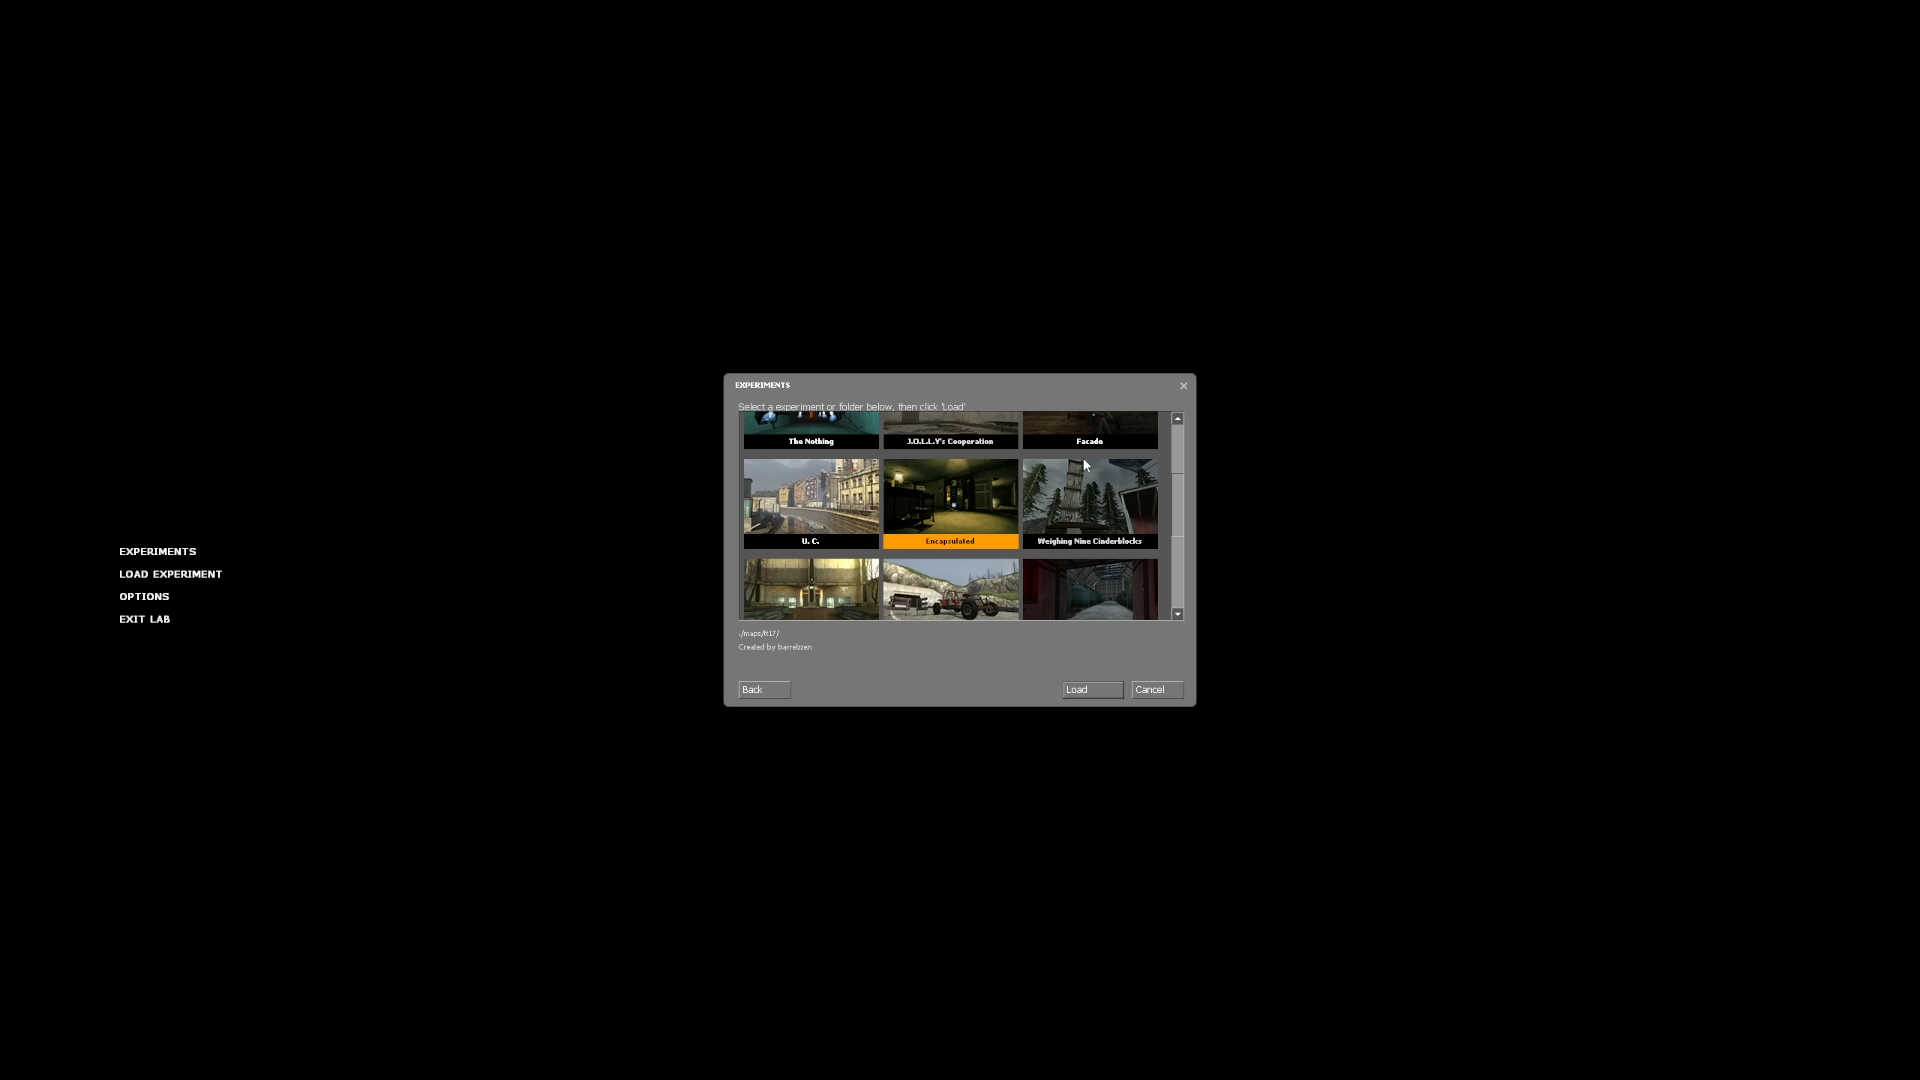 EXPERIMENTS
Select a experiment or folder below, then click 'Load'
The Nothing
J.O.L.L.Y's Cooperation
Facade
U. C.
Encapsulated
Weighing Nine Cinderblocks
./maps/tt17/
Created by barrelzzen
Back
Load
Cancel
EXPERIMENTS
LOAD EXPERIMENT
OPTIONS
EXIT LAB